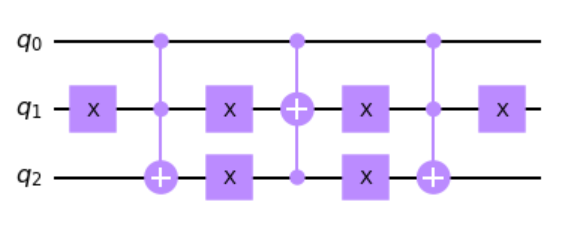 q₀
q₁ X X X X
q₂ X X